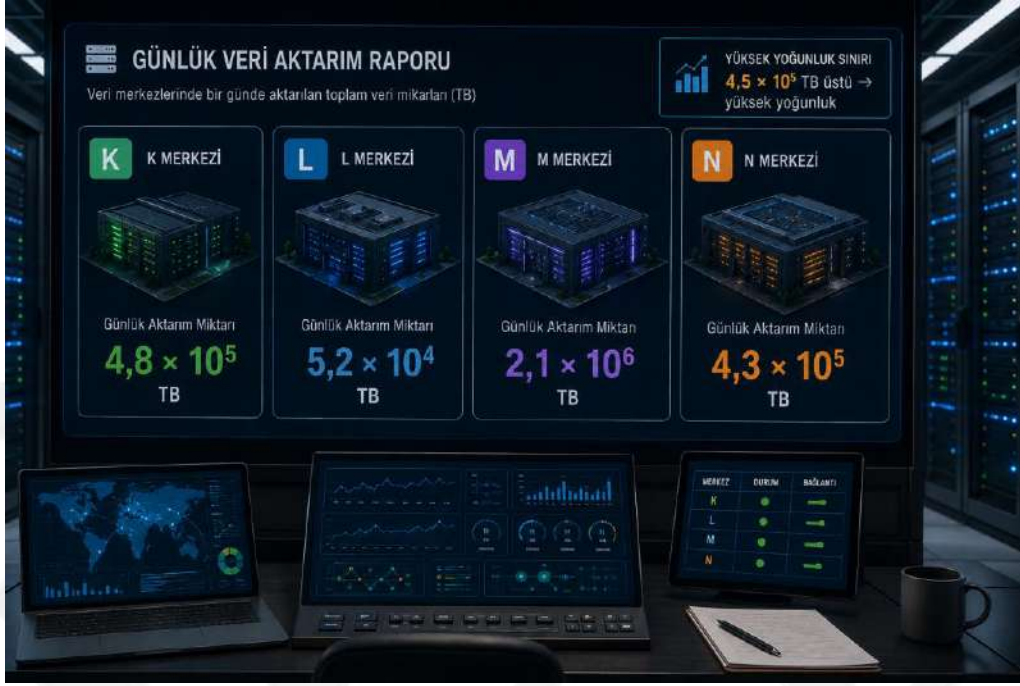 GÜNLÜK VERİ AKTARIM RAPORU
Veri merkezlerinde bir günde aktarılan toplam veri miktarları (TB)
YÜKSEK YOĞUNLUK SINIRI
4,5 × 10⁵ TB üstü →
yüksek yoğunluk
K K MERKEZİ
L L MERKEZİ
M M MERKEZİ
N N MERKEZİ
Günlük Aktarım Miktarı
4,8 × 10⁵
TB
Günlük Aktarım Miktarı
5,2 × 10⁴
TB
Günlük Aktarım Miktarı
2,1 × 10⁶
TB
Günlük Aktarım Miktarı
4,3 × 10⁵
TB
MERKEZ DURUM BAĞLANTI
K
L
M
N